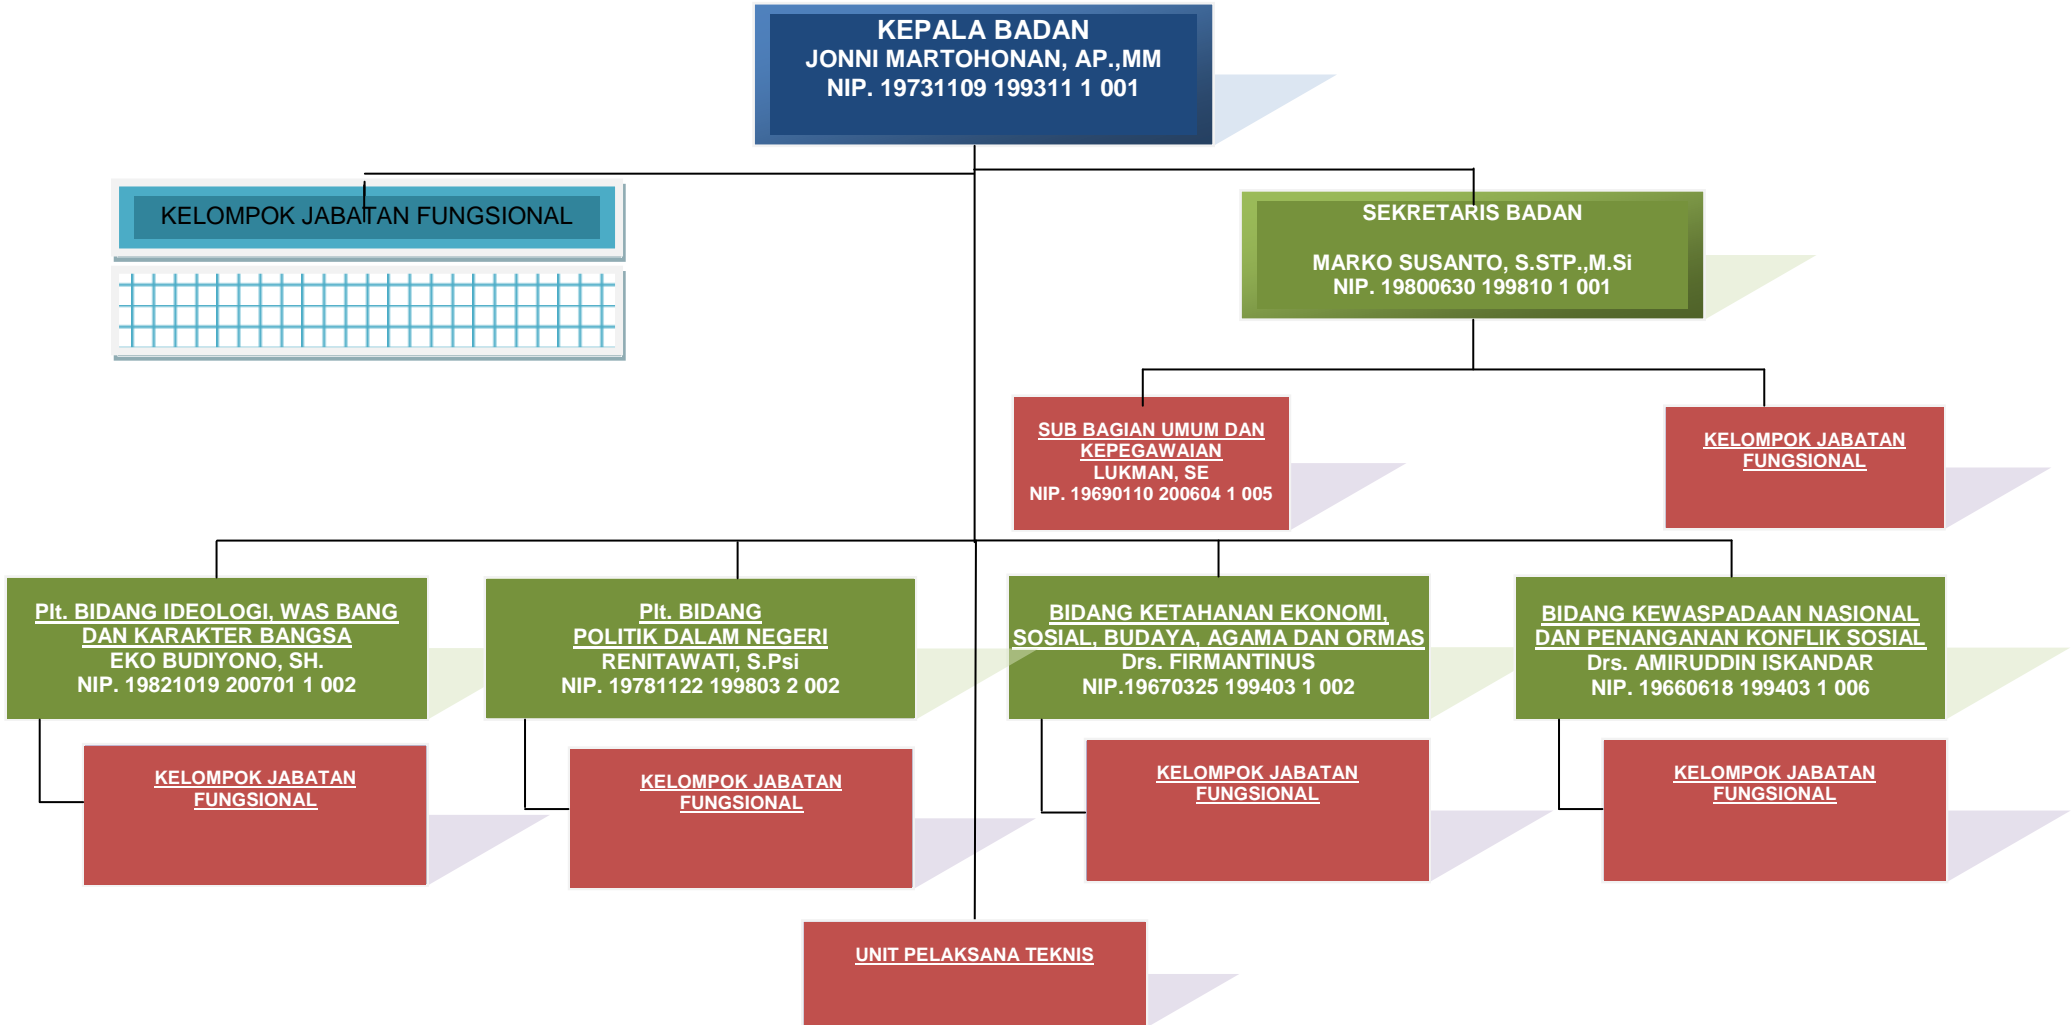 KEPALA BADAN
JONNI MARTOHONAN, AP.,MM
NIP. 19731109 199311 1 001
KELOMPOK JABATAN FUNGSIONAL
SEKRETARIS BADAN
MARKO SUSANTO, S.STP.,M.Si
NIP. 19800630 199810 1 001
SUB BAGIAN UMUM DAN
KEPEGAWAIAN
LUKMAN, SE
NIP. 19690110 200604 1 005
KELOMPOK JABATAN
FUNGSIONAL
Plt. BIDANG IDEOLOGI, WAS BANG
DAN KARAKTER BANGSA
EKO BUDIYONO, SH.
NIP. 19821019 200701 1 002
Plt. BIDANG
POLITIK DALAM NEGERI
RENITAWATI, S.Psi
NIP. 19781122 199803 2 002
BIDANG KETAHANAN EKONOMI,
SOSIAL, BUDAYA, AGAMA DAN ORMAS
Drs. FIRMANTINUS
NIP.19670325 199403 1 002
BIDANG KEWASPADAAN NASIONAL
DAN PENANGANAN KONFLIK SOSIAL
Drs. AMIRUDDIN ISKANDAR
NIP. 19660618 199403 1 006
KELOMPOK JABATAN
FUNGSIONAL
KELOMPOK JABATAN
FUNGSIONAL
KELOMPOK JABATAN
FUNGSIONAL
KELOMPOK JABATAN
FUNGSIONAL
UNIT PELAKSANA TEKNIS